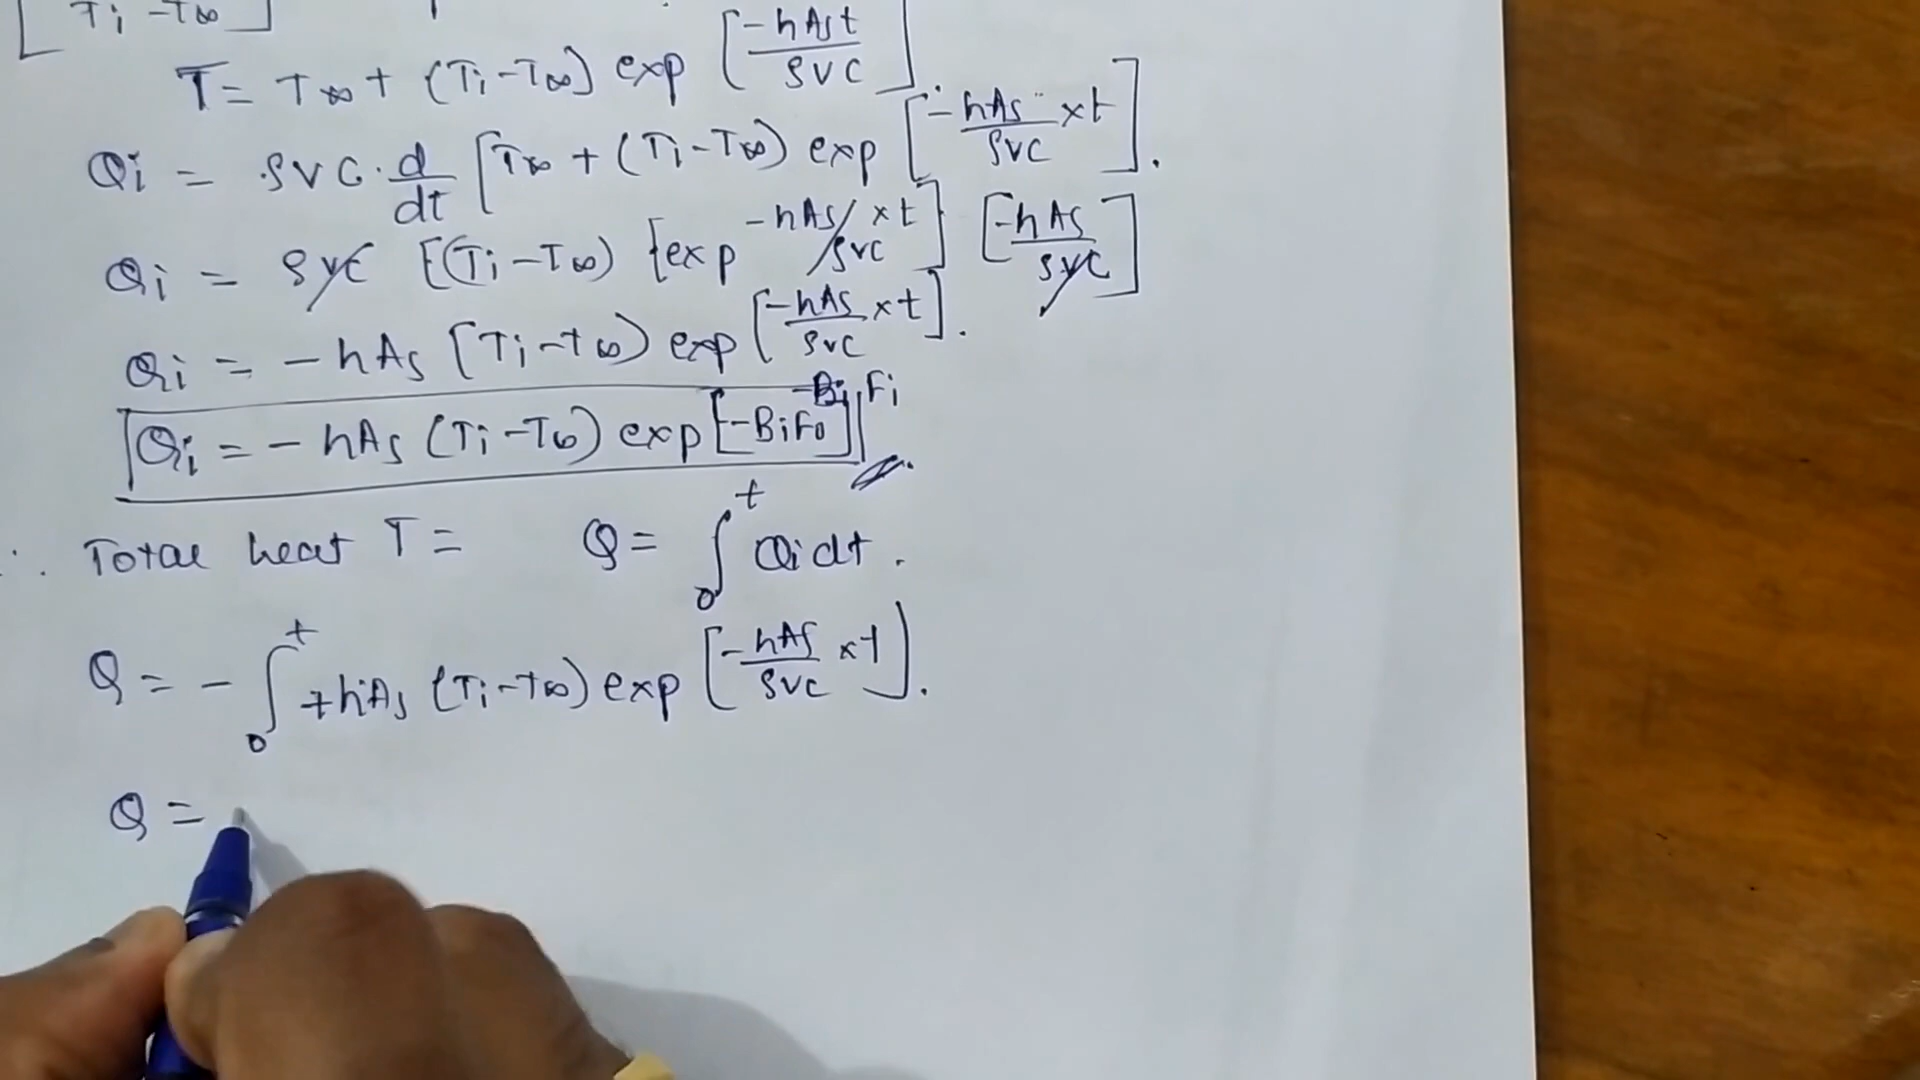 [Ti - T∞]
T = T∞ + (Ti - T∞] exp [-hAst / ρVC]
Qi = ρVC. d/dt [T∞ + (Ti - T∞) exp [-hAs / ρVC × t].
Qi = ρVC [(Ti - T∞) {exp -hAs/ρVC × t] [-hAs / ρVC]
Qi = - hAs [Ti - t∞) exp [-hAs / ρVC × t].
-Bi Fi
Qi = - hAs (Ti - T∞) exp [-BiFo]
∴ Total heat T = Q = ∫₀ᵗ Qi dt.
Q = - ∫₀ᵗ +hAs (Ti - t∞) exp [-hAs / ρVC × t].
Q =